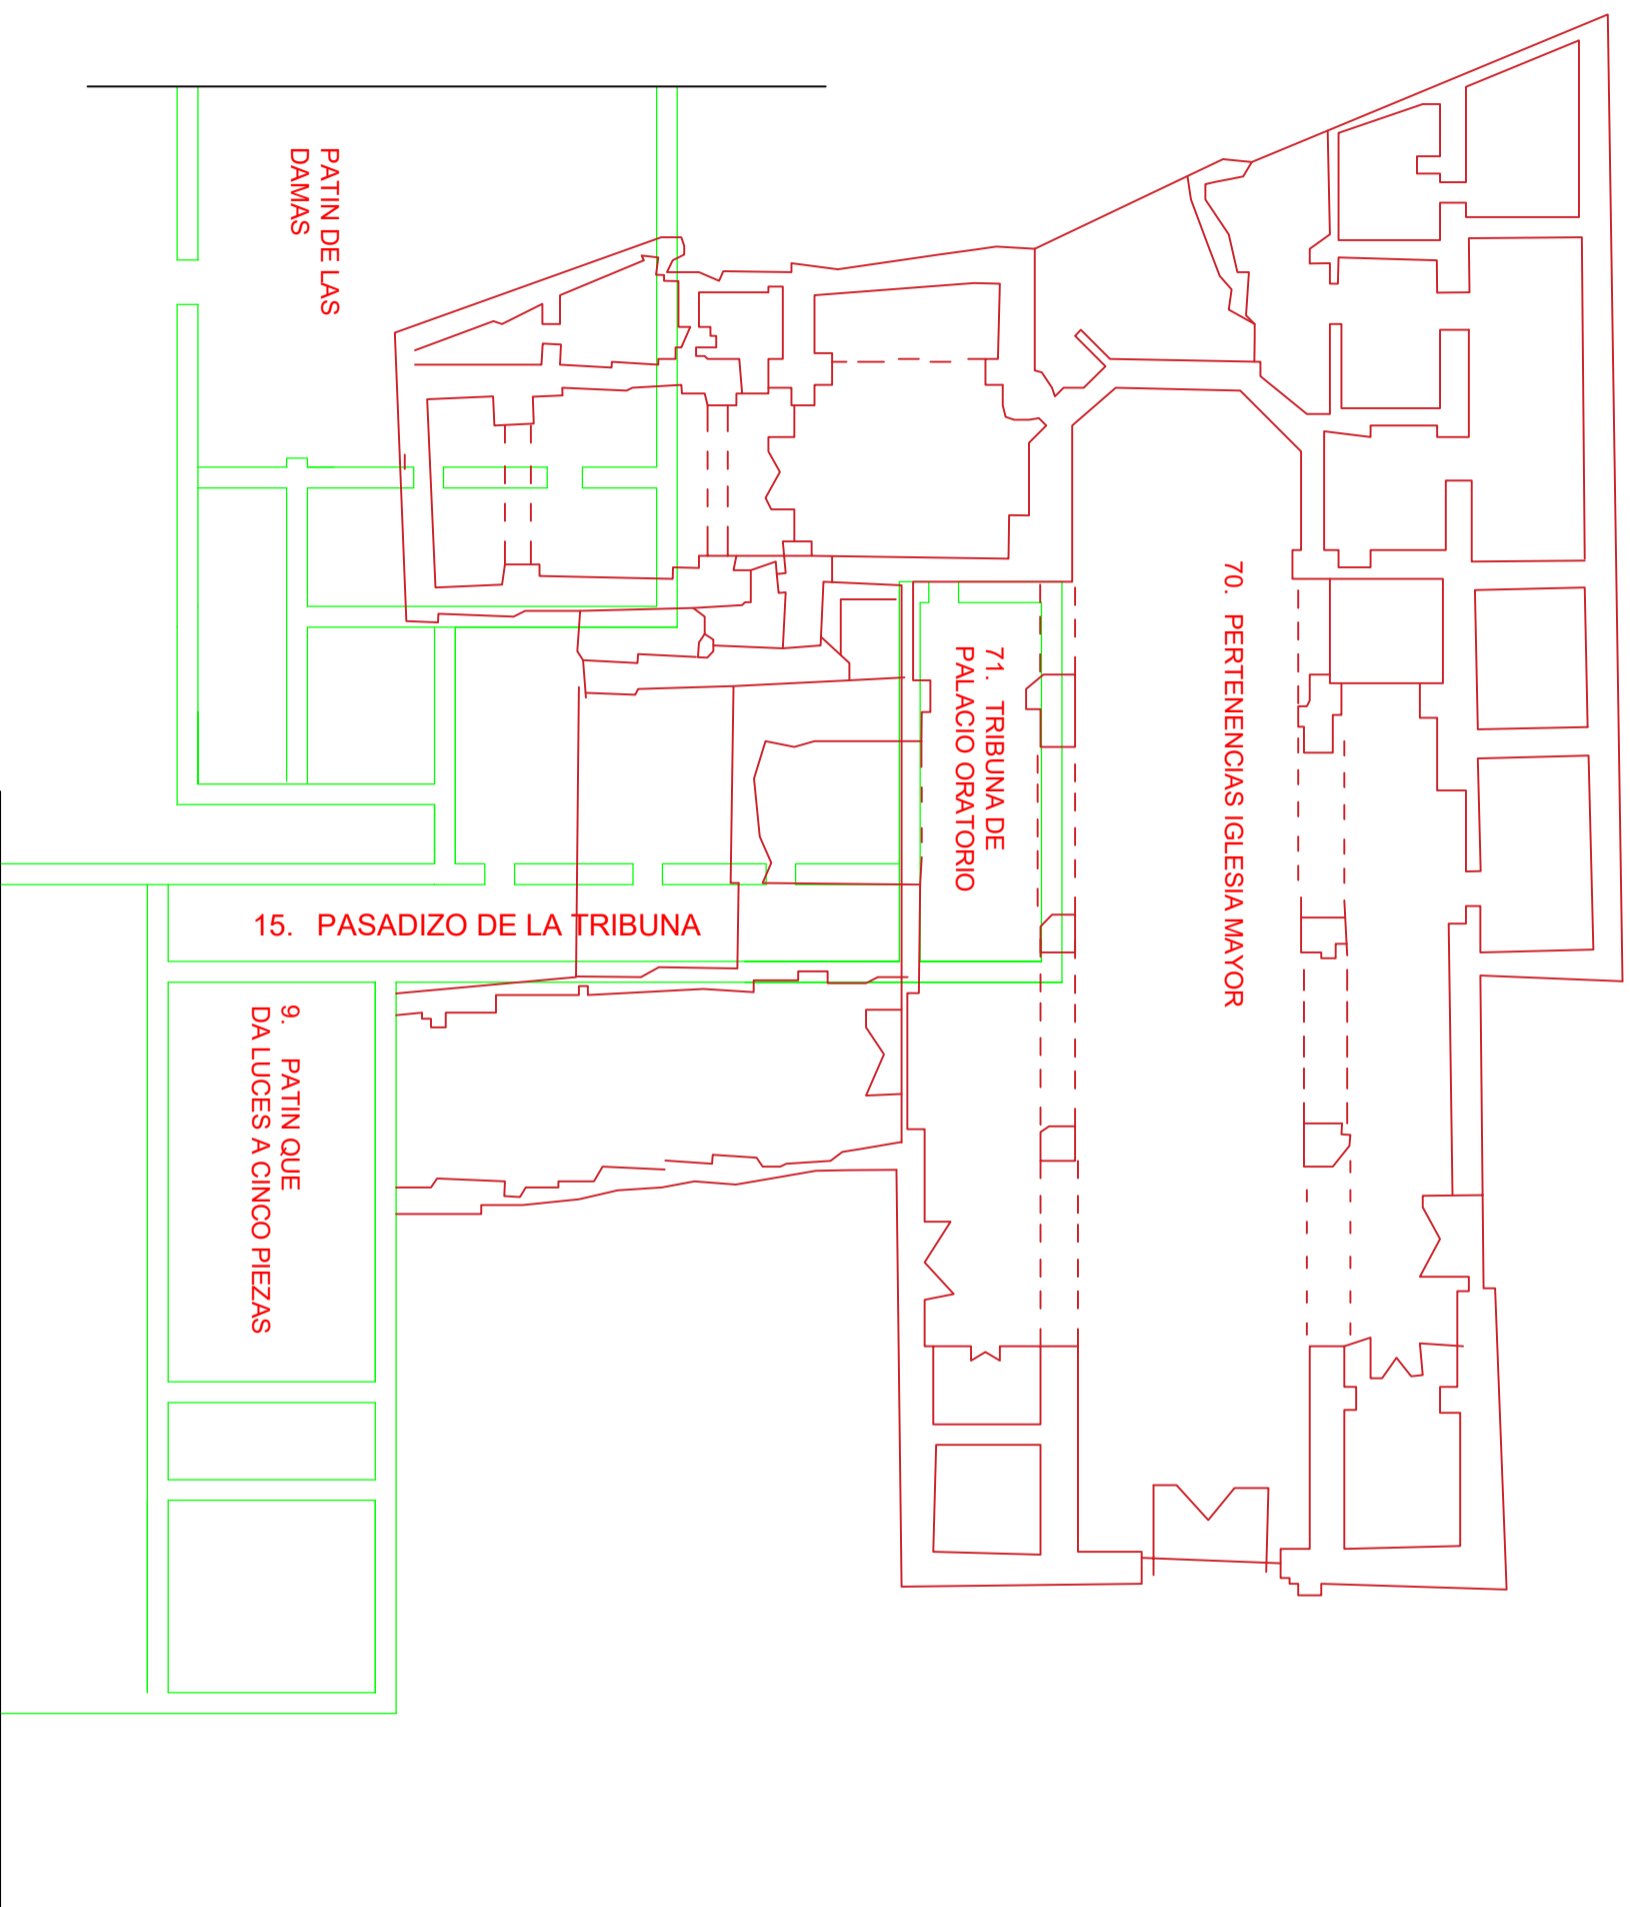 PATIN DE LAS
DAMAS
71. TRIBUNA DE
PALACIO ORATORIO
70. PERTENENCIAS IGLESIA MAYOR
15. PASADIZO DE LA TRIBUNA
9. PATIN QUE
DA LUCES A CINCO PIEZAS